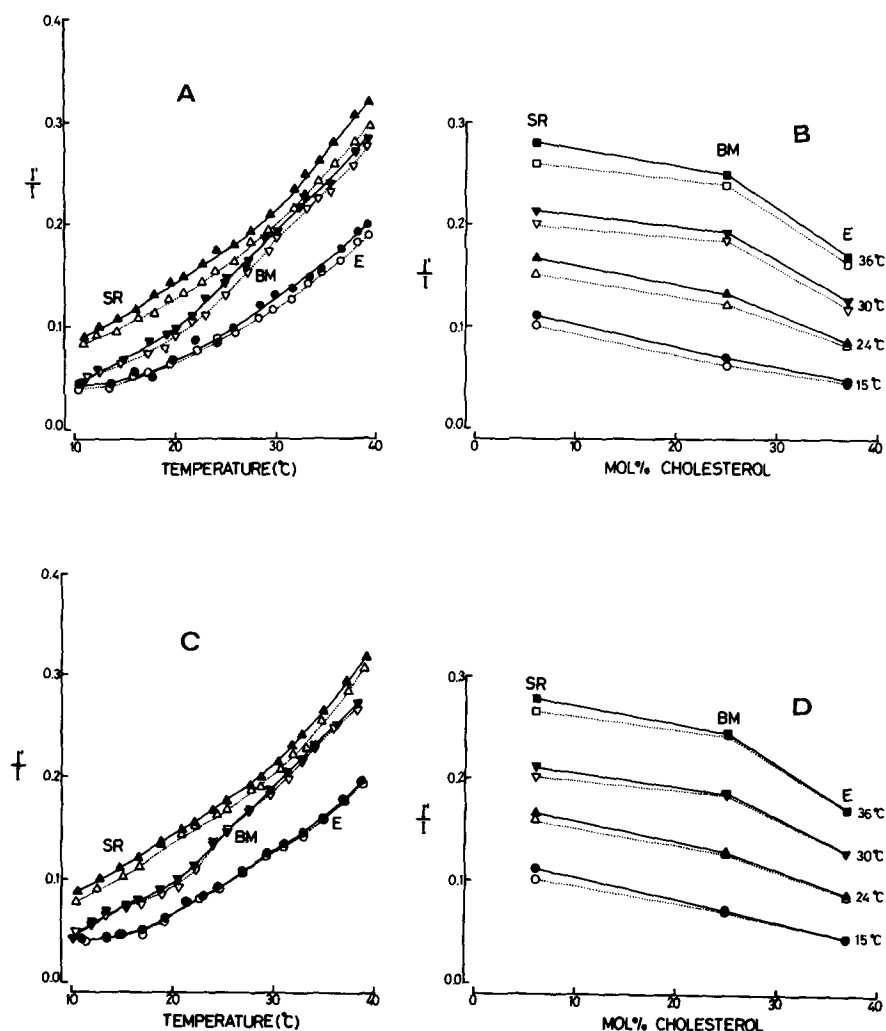 0.4
0.3
0.2
0.1
0.0
I'
I
A
SR
BM
E
10 20 30 40
TEMPERATURE(°C)
0.3
0.2
0.1
0.0
I'
I
B
SR
BM
E
36°C
30°C
24°C
15°C
0 10 20 30 40
MOL% CHOLESTEROL
0.4
0.3
0.2
0.1
0.0
I'
I
C
SR
BM
E
10 20 30 40
TEMPERATURE(°C)
0.3
0.2
0.1
0.0
I'
I
D
SR
BM
E
36°C
30°C
24°C
15°C
0 10 20 30 40
MOL% CHOLESTEROL